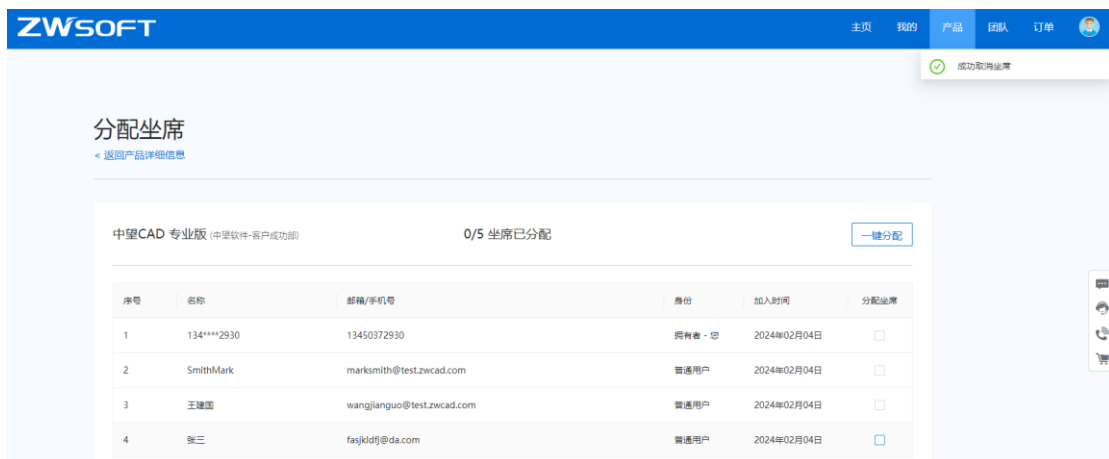 ZWSOFT 主页 我的 产品 团队 订单
成功取消坐席
分配坐席
< 返回产品详细信息
中望CAD 专业版 (中望软件-客户成功部) 0/5 坐席已分配 一键分配
序号 名称 邮箱/手机号 身份 加入时间 分配坐席
1 134****2930 13450372930 拥有者 - 您 2024年02月04日
2 SmithMark marksmith@test.zwcad.com 普通用户 2024年02月04日
3 王建国 wangjianguo@test.zwcad.com 普通用户 2024年02月04日
4 张三 fasjkldfj@da.com 普通用户 2024年02月04日